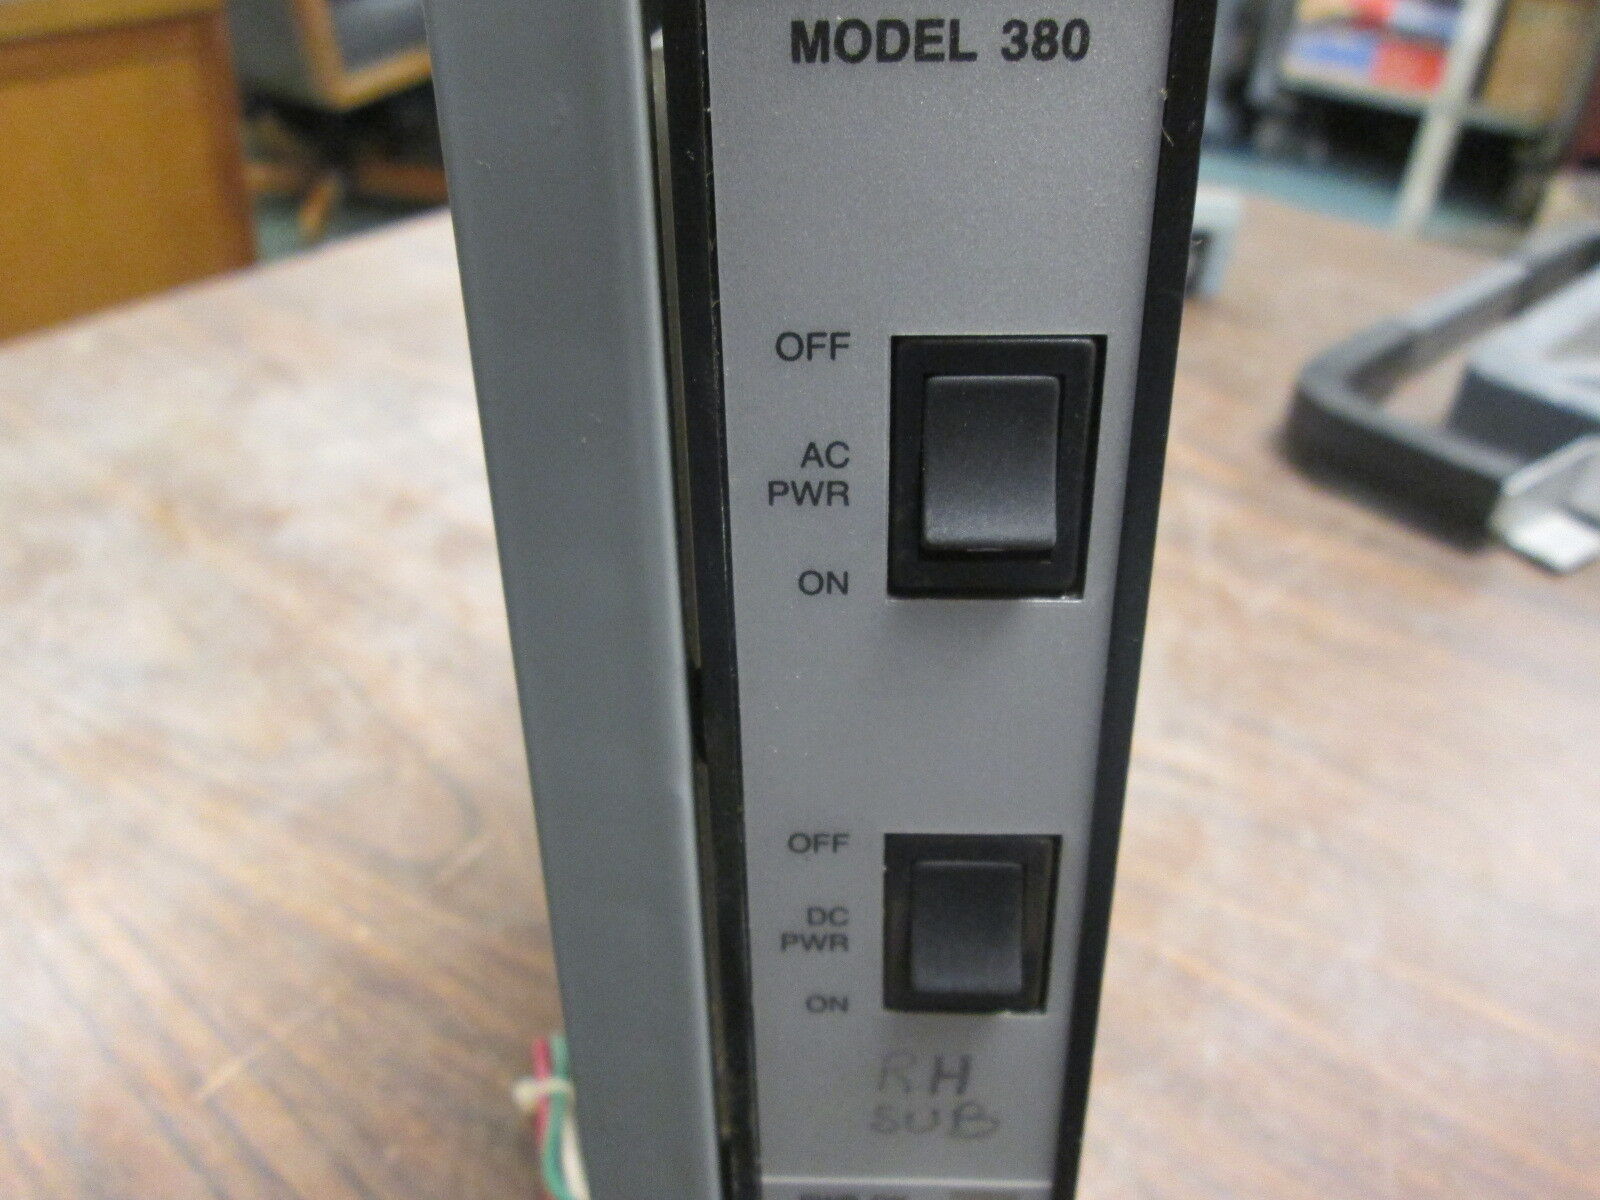 MODEL 380
OFF
AC
PWR
ON
OFF
DC
PWR
ON
RH
SUB